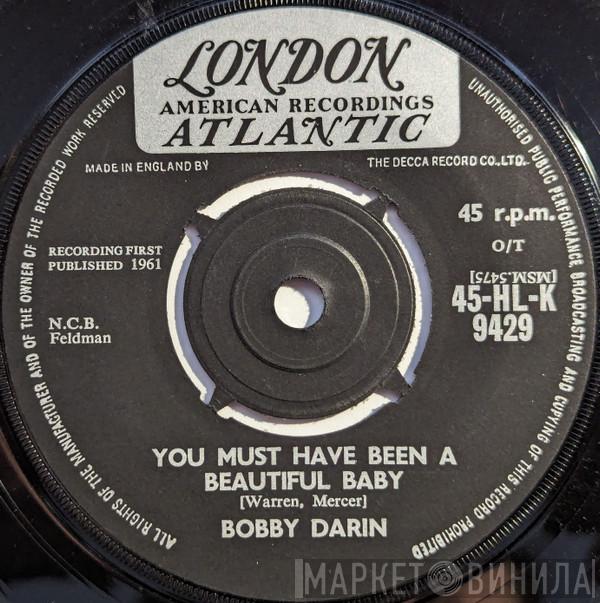 LONDON
AMERICAN RECORDINGS
ATLANTIC
MADE IN ENGLAND BY
THE DECCA RECORD CO., LTD.
ALL RIGHTS OF THE MANUFACTURER AND OF THE OWNER OF THE RECORDED WORK RESERVED
UNAUTHORISED PUBLIC PERFORMANCE BROADCASTING AND COPYING OF THIS RECORD PROHIBITED
45 r.p.m.
O/T
[MSM.5475]
45-HL-K
9429
RECORDING FIRST
PUBLISHED 1961
N.C.B.
Feldman
YOU MUST HAVE BEEN A
BEAUTIFUL BABY
[Warren, Mercer]
BOBBY DARIN
МАРКЕТ ВИНИЛА